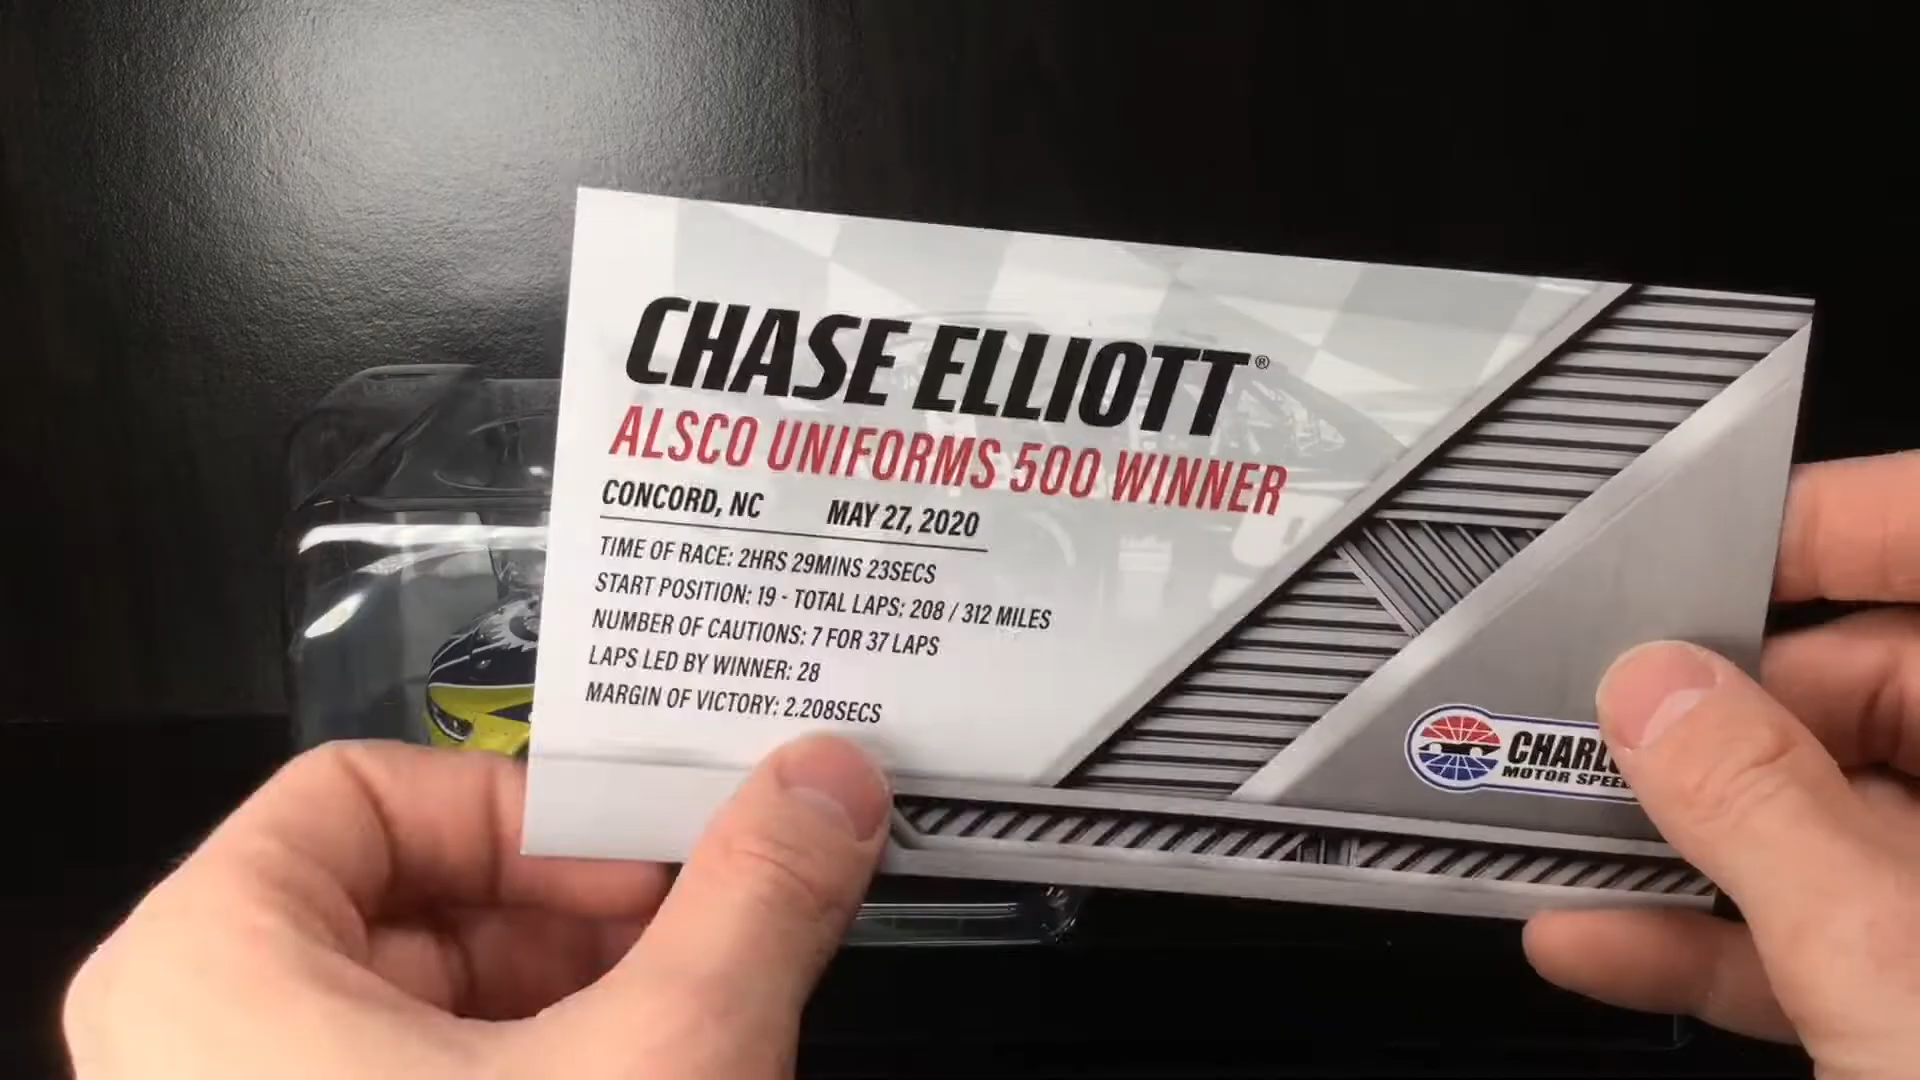 CHASE ELLIOTT®
ALSCO UNIFORMS 500 WINNER
CONCORD, NC MAY 27, 2020
TIME OF RACE: 2HRS 29MINS 23SECS
START POSITION: 19 - TOTAL LAPS: 208 / 312 MILES
NUMBER OF CAUTIONS: 7 FOR 37 LAPS
LAPS LED BY WINNER: 28
MARGIN OF VICTORY: 2.208SECS
MOTOR